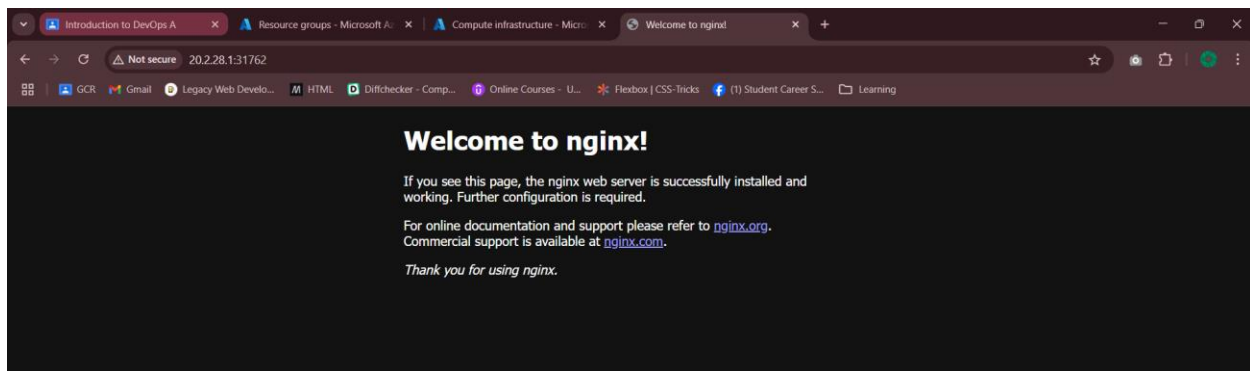 Introduction to DevOps A
Resource groups - Microsoft A
Compute infrastructure - Micro
Welcome to nginx!
Not secure
20.2.28.1:31762
GCR
Gmail
Legacy Web Develo...
HTML
Diffchecker - Comp...
Online Courses - U...
Flexbox | CSS-Tricks
(1) Student Career S...
Learning
Welcome to nginx!
If you see this page, the nginx web server is successfully installed and
working. Further configuration is required.
For online documentation and support please refer to nginx.org.
Commercial support is available at nginx.com.
Thank you for using nginx.